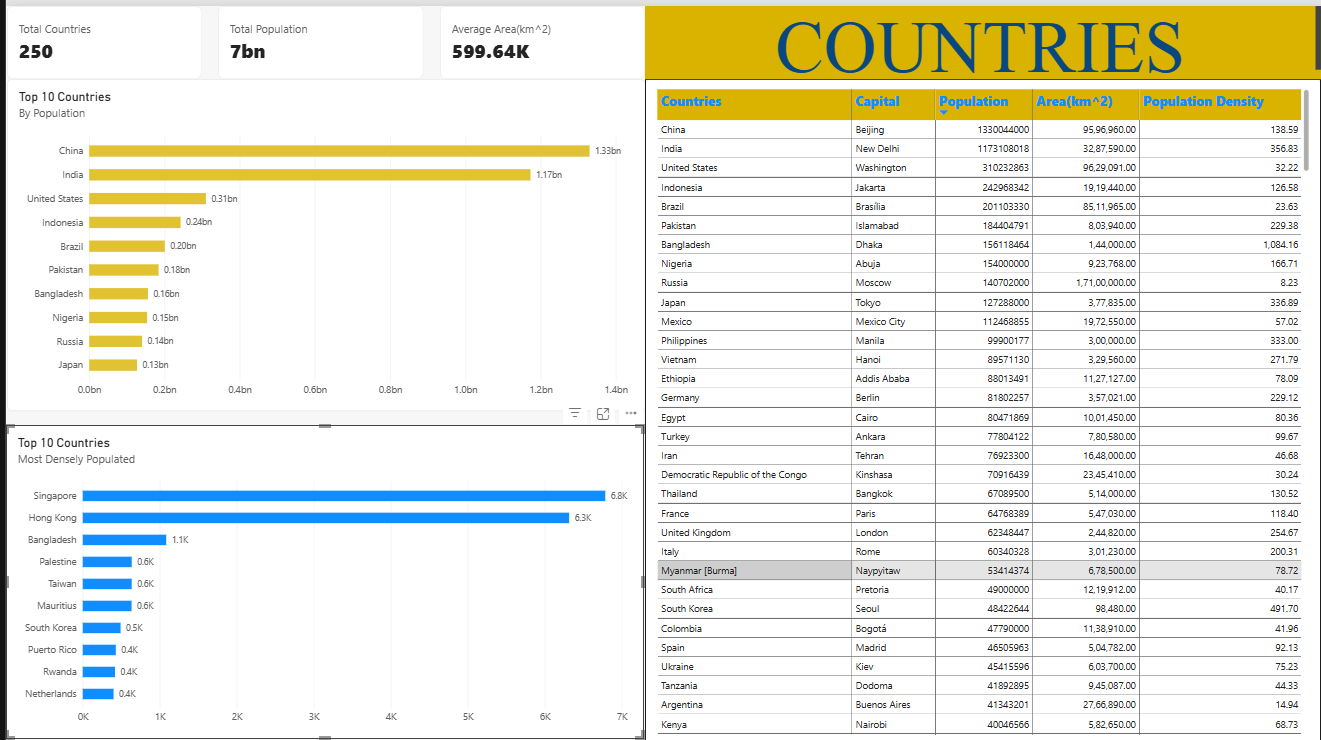 Total Countries
250
Total Population
7bn
Average Area(km^2)
599.64K
COUNTRIES
Top 10 Countries
By Population
China 1.33bn
India 1.17bn
United States 0.31bn
Indonesia 0.24bn
Brazil 0.20bn
Pakistan 0.18bn
Bangladesh 0.16bn
Nigeria 0.15bn
Russia 0.14bn
Japan 0.13bn
0.0bn 0.2bn 0.4bn 0.6bn 0.8bn 1.0bn 1.2bn 1.4bn
Top 10 Countries
Most Densely Populated
Singapore 6.8K
Hong Kong 6.3K
Bangladesh 1.1K
Palestine 0.6K
Taiwan 0.6K
Mauritius 0.6K
South Korea 0.5K
Puerto Rico 0.4K
Rwanda 0.4K
Netherlands 0.4K
0K 1K 2K 3K 4K 5K 6K 7K
Countries Capital Population Area(km^2) Population Density
China Beijing 1330044000 95,96,960.00 138.59
India New Delhi 1173108018 32,87,590.00 356.83
United States Washington 310232863 96,29,091.00 32.22
Indonesia Jakarta 242968342 19,19,440.00 126.58
Brazil Brasília 201103330 85,11,965.00 23.63
Pakistan Islamabad 184404791 8,03,940.00 229.38
Bangladesh Dhaka 156118464 1,44,000.00 1,084.16
Nigeria Abuja 154000000 9,23,768.00 166.71
Russia Moscow 140702000 1,71,00,000.00 8.23
Japan Tokyo 127288000 3,77,835.00 336.89
Mexico Mexico City 112468855 19,72,550.00 57.02
Philippines Manila 99900177 3,00,000.00 333.00
Vietnam Hanoi 89571130 3,29,560.00 271.79
Ethiopia Addis Ababa 88013491 11,27,127.00 78.09
Germany Berlin 81802257 3,57,021.00 229.12
Egypt Cairo 80471869 10,01,450.00 80.36
Turkey Ankara 77804122 7,80,580.00 99.67
Iran Tehran 76923300 16,48,000.00 46.68
Democratic Republic of the Congo Kinshasa 70916439 23,45,410.00 30.24
Thailand Bangkok 67089500 5,14,000.00 130.52
France Paris 64768389 5,47,030.00 118.40
United Kingdom London 62348447 2,44,820.00 254.67
Italy Rome 60340328 3,01,230.00 200.31
Myanmar [Burma] Naypyitaw 53414374 6,78,500.00 78.72
South Africa Pretoria 49000000 12,19,912.00 40.17
South Korea Seoul 48422644 98,480.00 491.70
Colombia Bogotá 47790000 11,38,910.00 41.96
Spain Madrid 46505963 5,04,782.00 92.13
Ukraine Kiev 45415596 6,03,700.00 75.23
Tanzania Dodoma 41892895 9,45,087.00 44.33
Argentina Buenos Aires 41343201 27,66,890.00 14.94
Kenya Nairobi 40046566 5,82,650.00 68.73